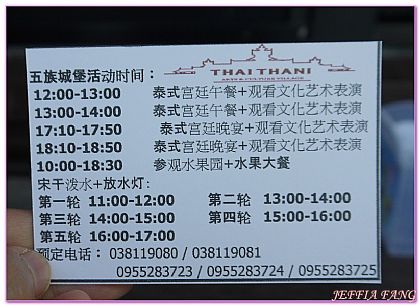 五族城堡活动时间：
THAI THANI
ARTS & CULTURE VILLAGE
12:00-13:00 泰式宫廷午餐+观看文化艺术表演
13:00-14:00 泰式宫廷午餐+观看文化艺术表演
17:10-17:50 泰式宫廷晚宴+观看文化艺术表演
18:10-18:50 泰式宫廷晚宴+观看文化艺术表演
10:00-18:30 参观水果园+水果大餐
宋干泼水+放水灯:
第一轮 11:00-12:00 第二轮 13:00-14:00
第三轮 14:00-15:00 第四轮 15:00-16:00
第五轮 16:00-17:00
预定电话：038119080 / 038119081
0955283723 / 0955283724 / 0955283725
JEFFIA FANG